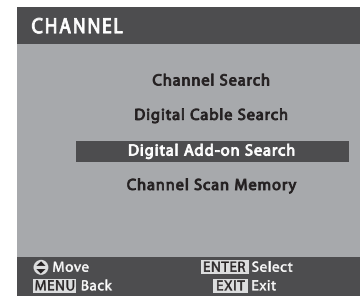 CHANNEL
Channel Search
Digital Cable Search
Digital Add-on Search
Channel Scan Memory
Move ENTER Select
MENU Back EXIT Exit